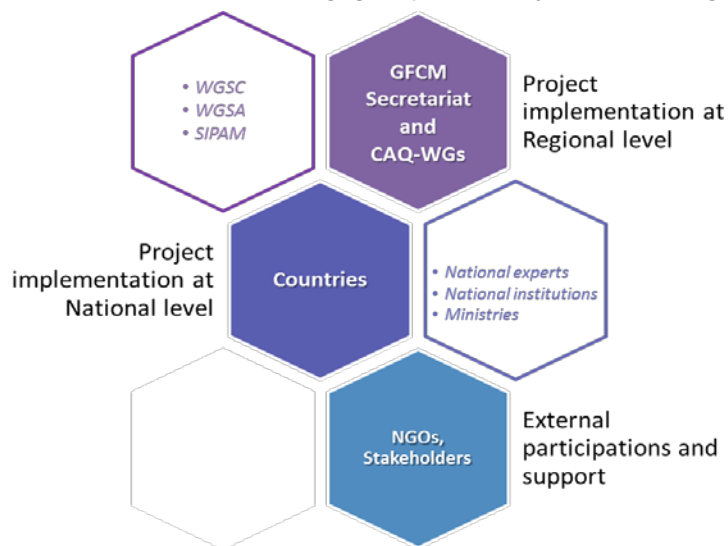 • WGSC
• WGSA
• SIPAM
GFCM
Secretariat
and
CAQ-WGs
Project
implementation at
Regional level
Project
implementation at
National level
Countries
• National experts
• National institutions
• Ministries
NGOs,
Stakeholders
External
participations and
support